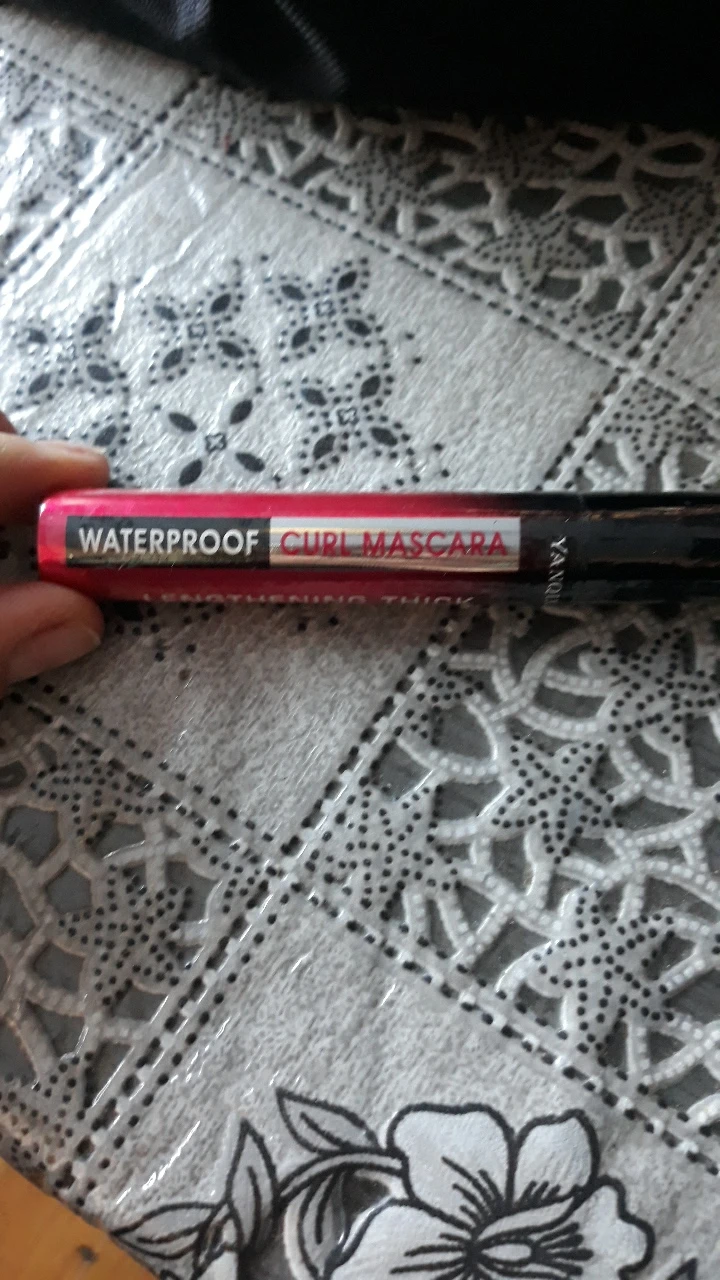 WATERPROOF CURL MASCARA
LENGTHENING THICK